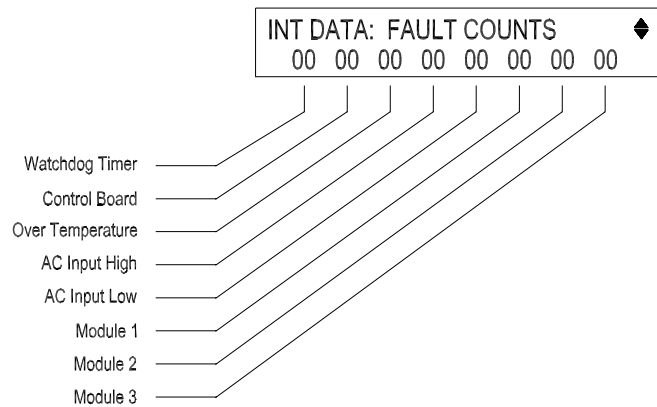 INT DATA: FAULT COUNTS
00 00 00 00 00 00 00 00
Watchdog Timer
Control Board
Over Temperature
AC Input High
AC Input Low
Module 1
Module 2
Module 3